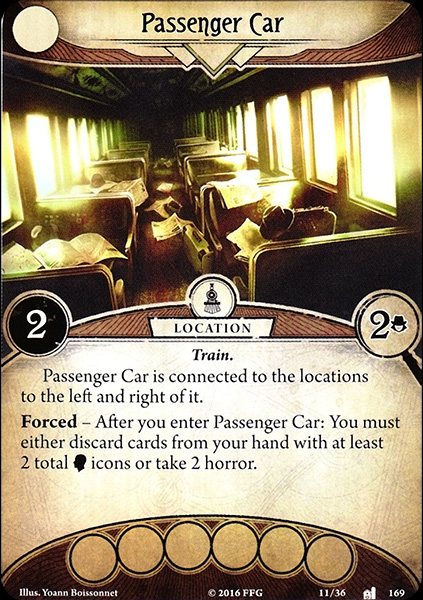 Passenger Car
2
LOCATION
2
Train.
Passenger Car is connected to the locations
to the left and right of it.
Forced – After you enter Passenger Car: You must
either discard cards from your hand with at least
2 total icons or take 2 horror.
Illus. Yoann Boissonnet © 2016 FFG 11/36 169